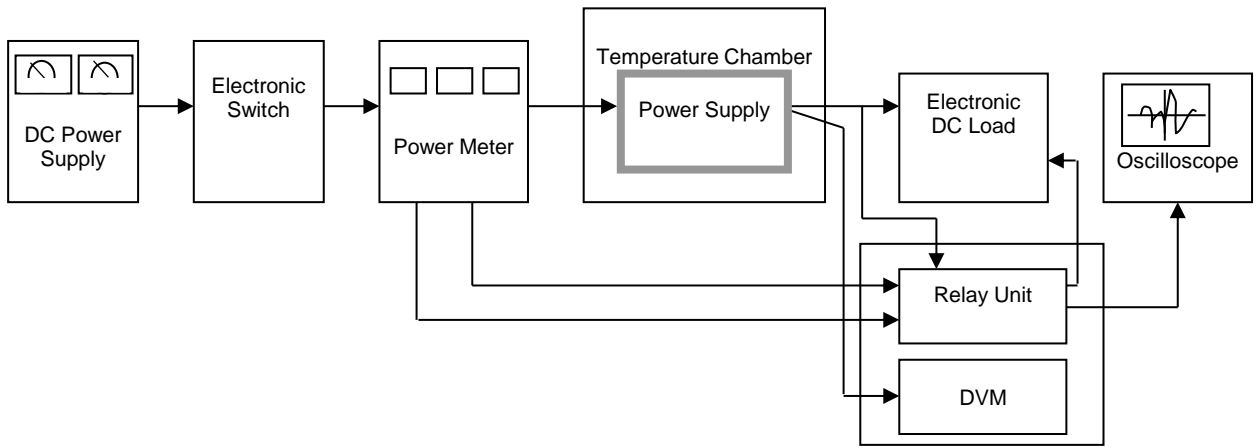 DC Power
Supply
Electronic
Switch
Power Meter
Temperature Chamber
Power Supply
Electronic
DC Load
Oscilloscope
Relay Unit
DVM